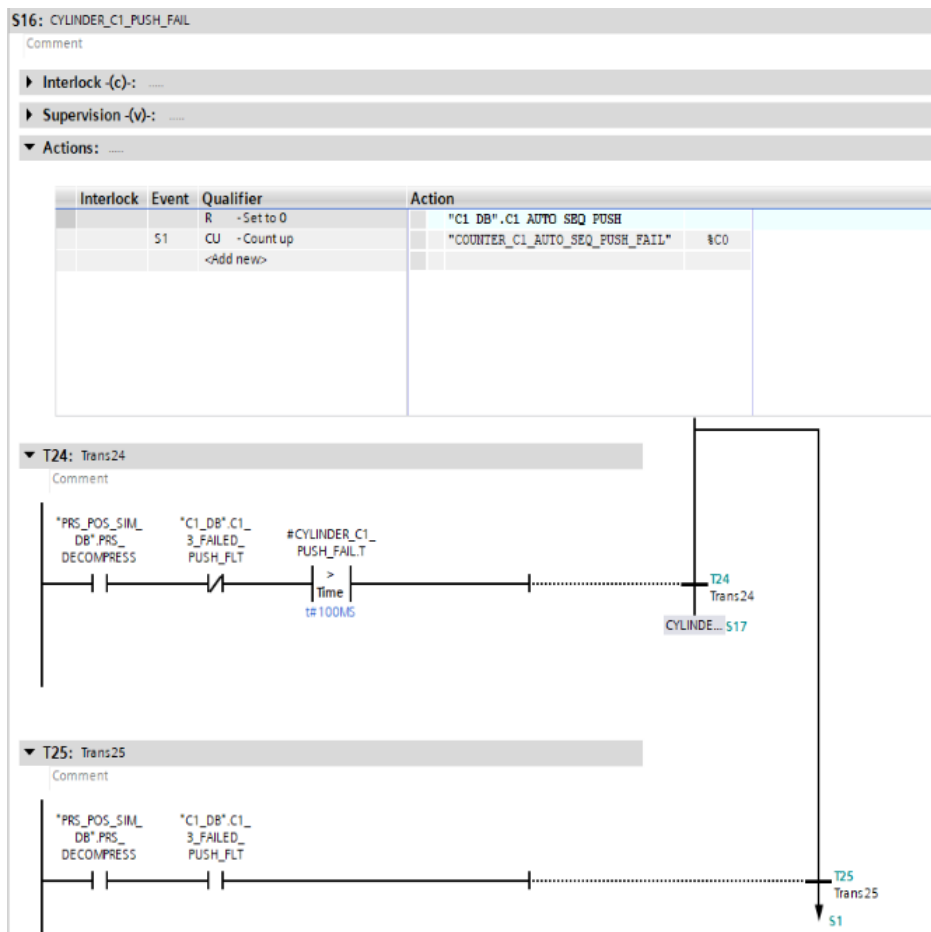 S16: CYLINDER_C1_PUSH_FAIL
Comment
Interlock -(c)-: .....
Supervision -(v)-: .....
Actions: .....
Interlock Event Qualifier Action
R - Set to 0 "C1 DB".C1 AUTO SEQ PUSH
S1 CU - Count up "COUNTER_C1_AUTO_SEQ_PUSH_FAIL" %C0
<Add new>
T24: Trans24
Comment
"PRS_POS_SIM_
DB".PRS_
DECOMPRESS
"C1_DB".C1_
3_FAILED_
PUSH_FLT
#CYLINDER_C1_
PUSH_FAIL.T
>
Time
t#100MS
T24
Trans24
CYLINDE... S17
T25: Trans25
Comment
"PRS_POS_SIM_
DB".PRS_
DECOMPRESS
"C1_DB".C1_
3_FAILED_
PUSH_FLT
T25
Trans25
S1